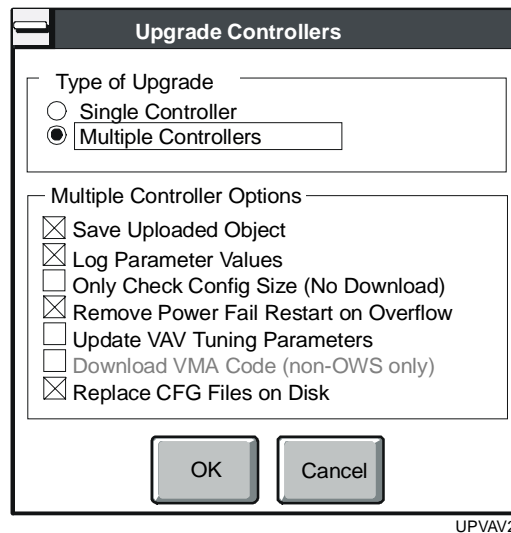 Upgrade Controllers
Type of Upgrade
Single Controller
Multiple Controllers
Multiple Controller Options
Save Uploaded Object
Log Parameter Values
Only Check Config Size (No Download)
Remove Power Fail Restart on Overflow
Update VAV Tuning Parameters
Download VMA Code (non-OWS only)
Replace CFG Files on Disk
OK
Cancel
UPVAV2